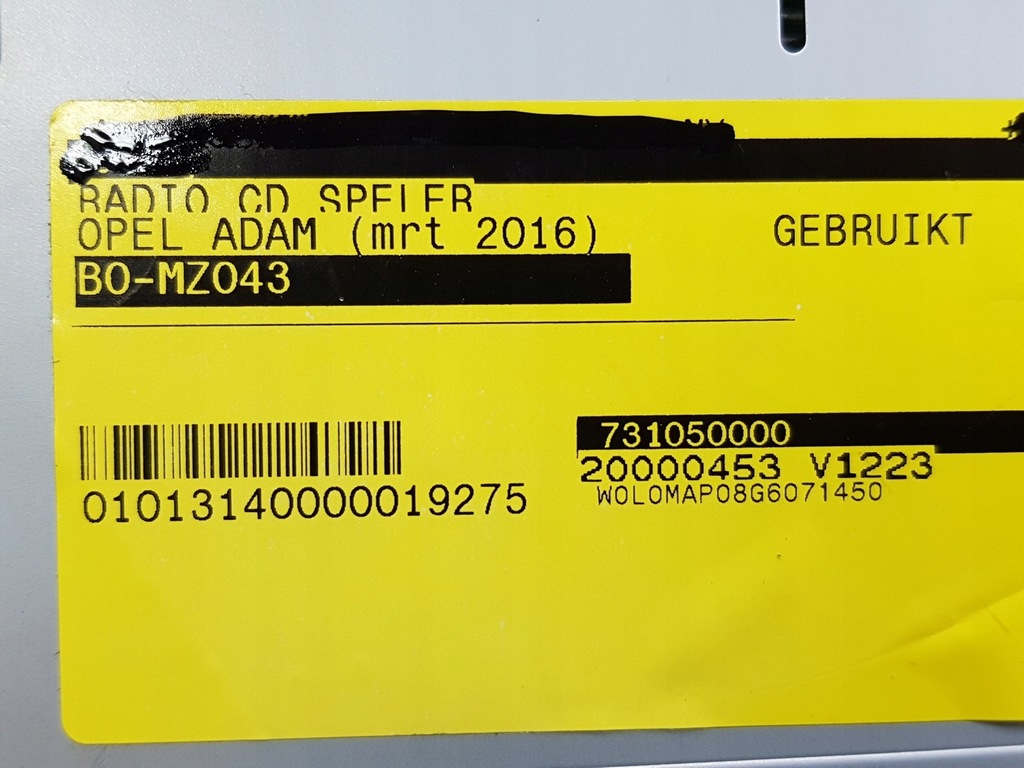 RADIO CD SPELER
OPEL ADAM (mrt 2016)
GEBRUIKT
BO-MZ043
01013140000019275
731050000
20000453 V1223
W0L0MAP08G6071450